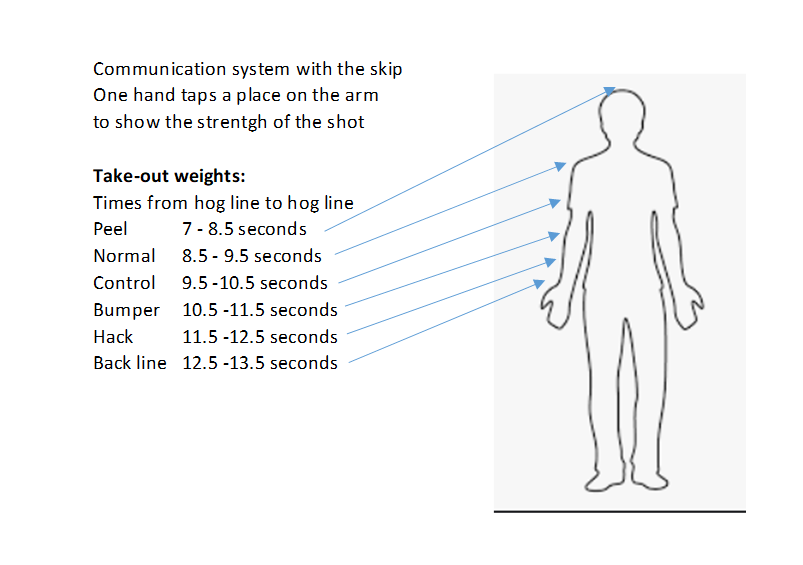 Communication system with the skip
One hand taps a place on the arm
to show the strentgh of the shot
Take-out weights:
Times from hog line to hog line
Peel 7 - 8.5 seconds
Normal 8.5 - 9.5 seconds
Control 9.5 -10.5 seconds
Bumper 10.5 -11.5 seconds
Hack 11.5 -12.5 seconds
Back line 12.5 -13.5 seconds